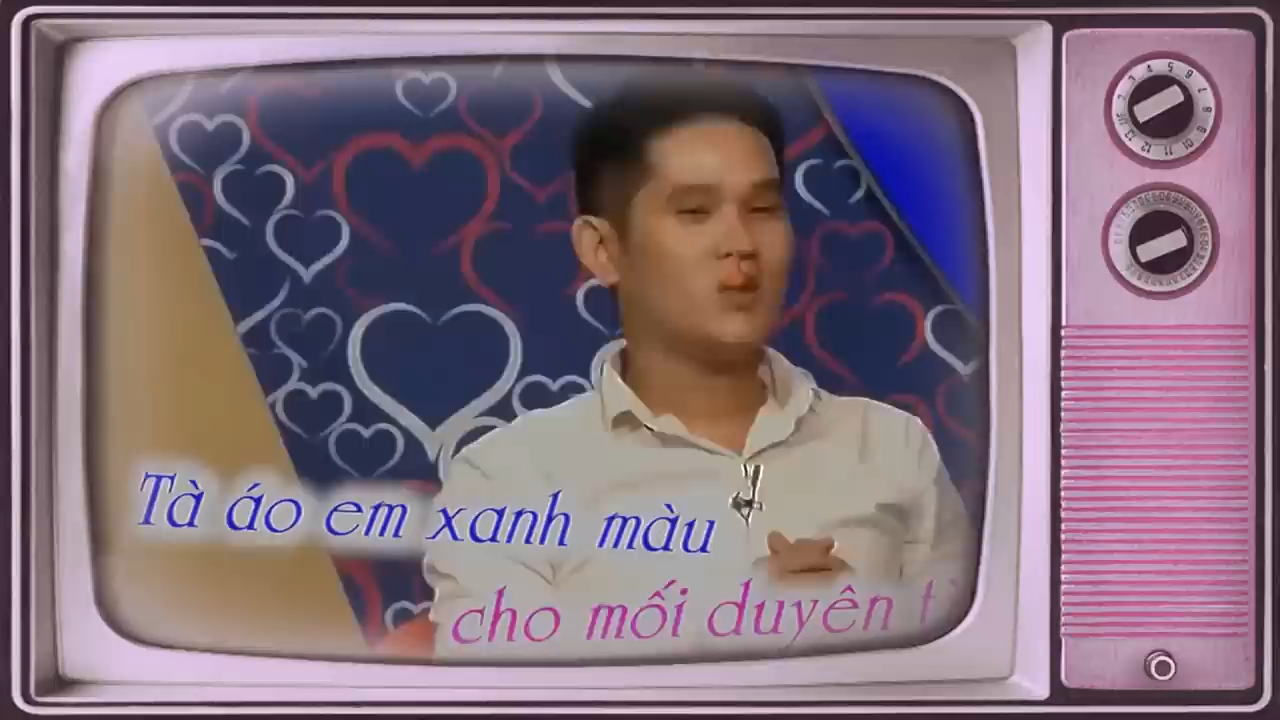 Tà áo em xanh màu
cho mối duyên t